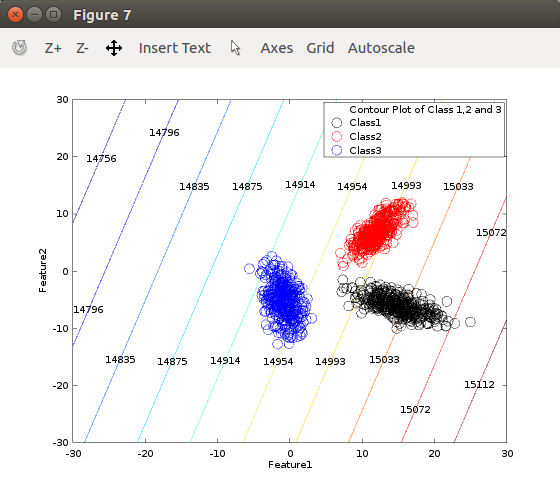 Figure 7
Z+ Z- Insert Text Axes Grid Autoscale
30
20
10
0
-10
-20
-30
Feature2
Contour Plot of Class 1,2 and 3
Class1
Class2
Class3
14796
14756
14835 14875 14914 14954 14993 15033
15072
14796
14835 14875 14914 14954 14993 15033
15112
15072
-30 -20 -10 0 10 20 30
Feature1